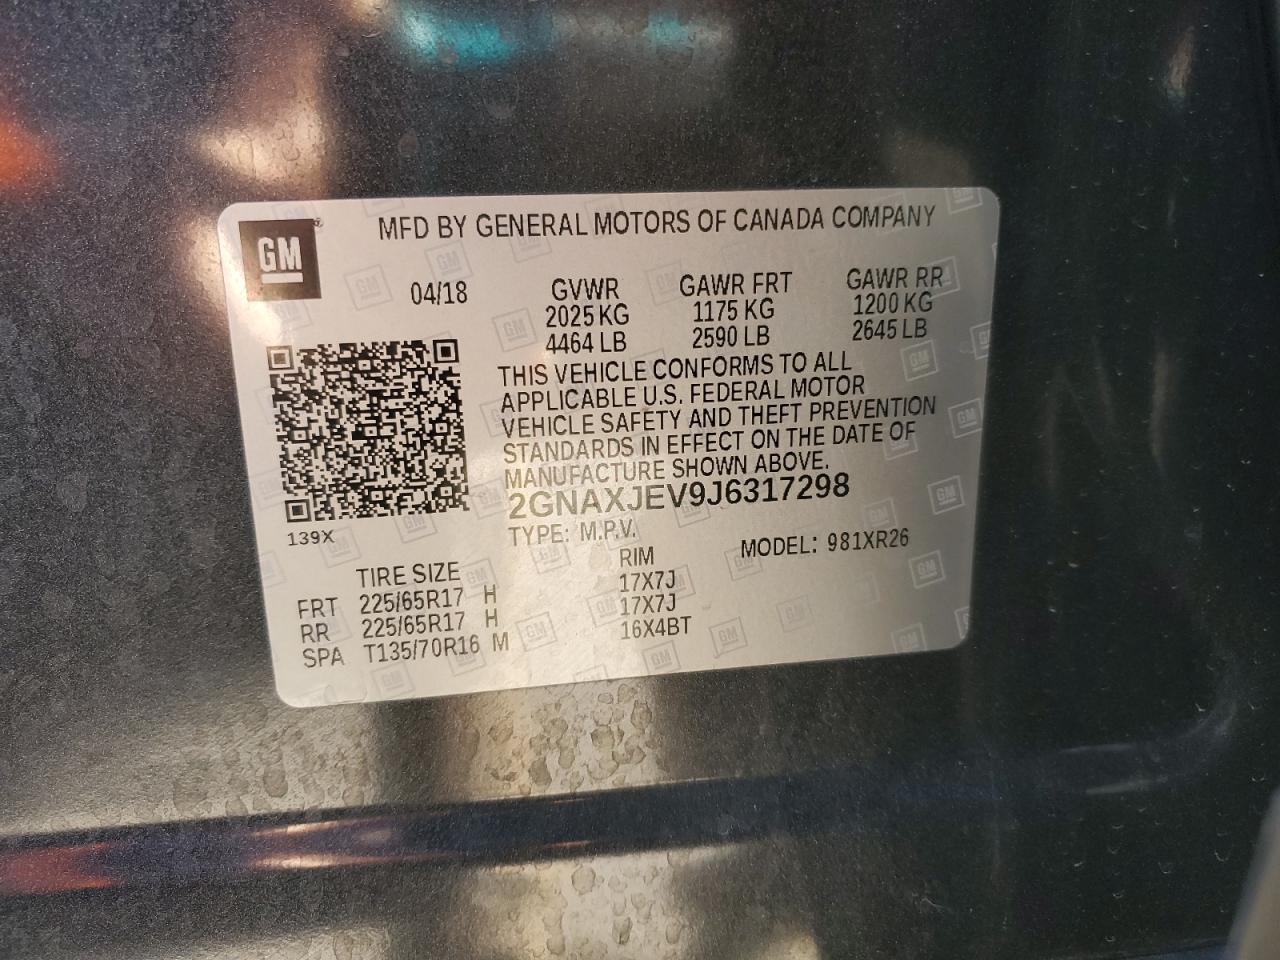 GM
MFD BY GENERAL MOTORS OF CANADA COMPANY
04/18
GVWR GAWR FRT GAWR RR
2025 KG 1175 KG 1200 KG
4464 LB 2590 LB 2645 LB
THIS VEHICLE CONFORMS TO ALL
APPLICABLE U.S. FEDERAL MOTOR
VEHICLE SAFETY AND THEFT PREVENTION
STANDARDS IN EFFECT ON THE DATE OF
MANUFACTURE SHOWN ABOVE.
2GNAXJEV9J6317298
139X
TYPE: M.P.V. MODEL: 981XR26
TIRE SIZE RIM
FRT 225/65R17 H 17X7J
RR 225/65R17 H 17X7J
SPA T135/70R16 M 16X4BT